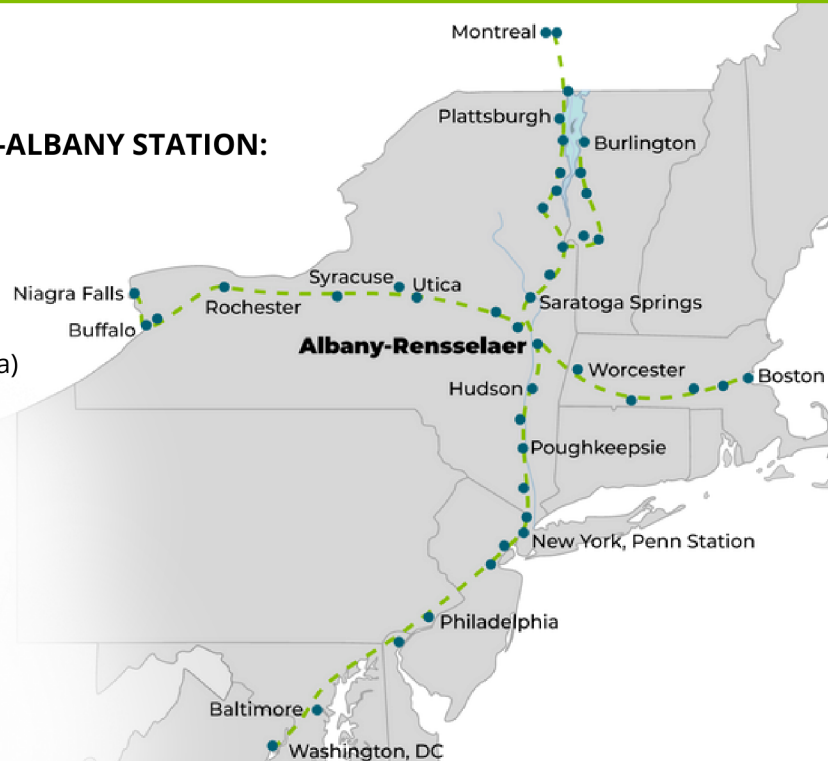 Montreal
Plattsburgh
-ALBANY STATION:
Burlington
Syracuse
Utica
Niagra Falls
Rochester
Saratoga Springs
Buffalo
Albany-Rensselaer
a)
Worcester
Boston
Hudson
Poughkeepsie
New York, Penn Station
Philadelphia
Baltimore
Washington, DC